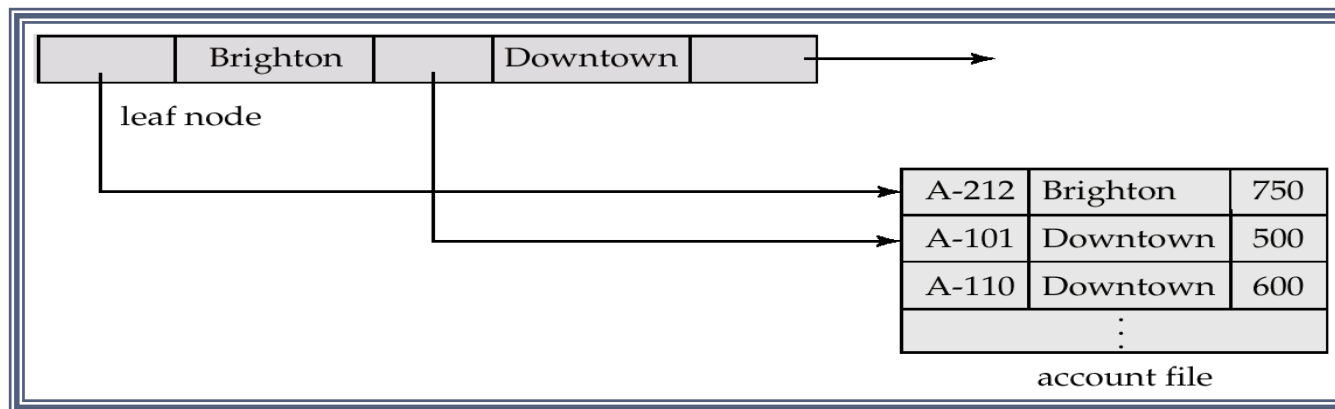 Brighton Downtown
leaf node
A-212 Brighton 750
A-101 Downtown 500
A-110 Downtown 600
⋮
account file